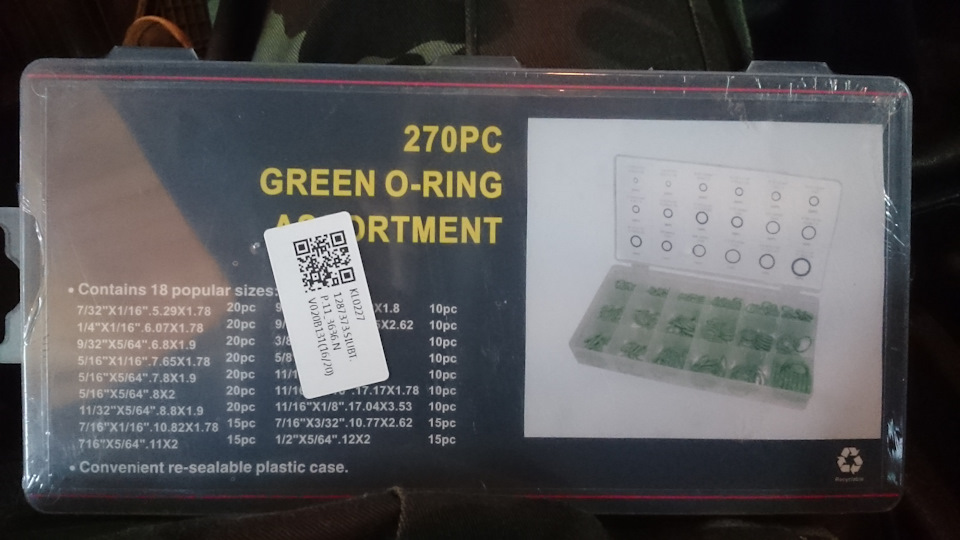 270PC
GREEN O-RING
ORTMENT
• Contains 18 popular sizes:
7/32"X1/16".5.29X1.78 20pc X1.8 10pc
1/4"X1/16".6.07X1.78 20pc 5X2.62 10pc
9/32"X5/64".6.8X1.9 20pc 10pc
5/16"X1/16".7.65X1.78 20pc 10pc
5/16"X5/64".7.8X1.9 20pc 10pc
5/16"X5/64".8X2 20pc .17.17X1.78 10pc
11/32"X5/64".8.8X1.9 20pc 11/16"X1/8".17.04X3.53 10pc
7/16"X1/16".10.82X1.78 15pc 7/16"X3/32".10.77X2.62 15pc
716"X5/64".11X2 15pc 1/2"X5/64".12X2 15pc
• Convenient re-sealable plastic case.
KL0227
V020B131(16/20)
Recyclable